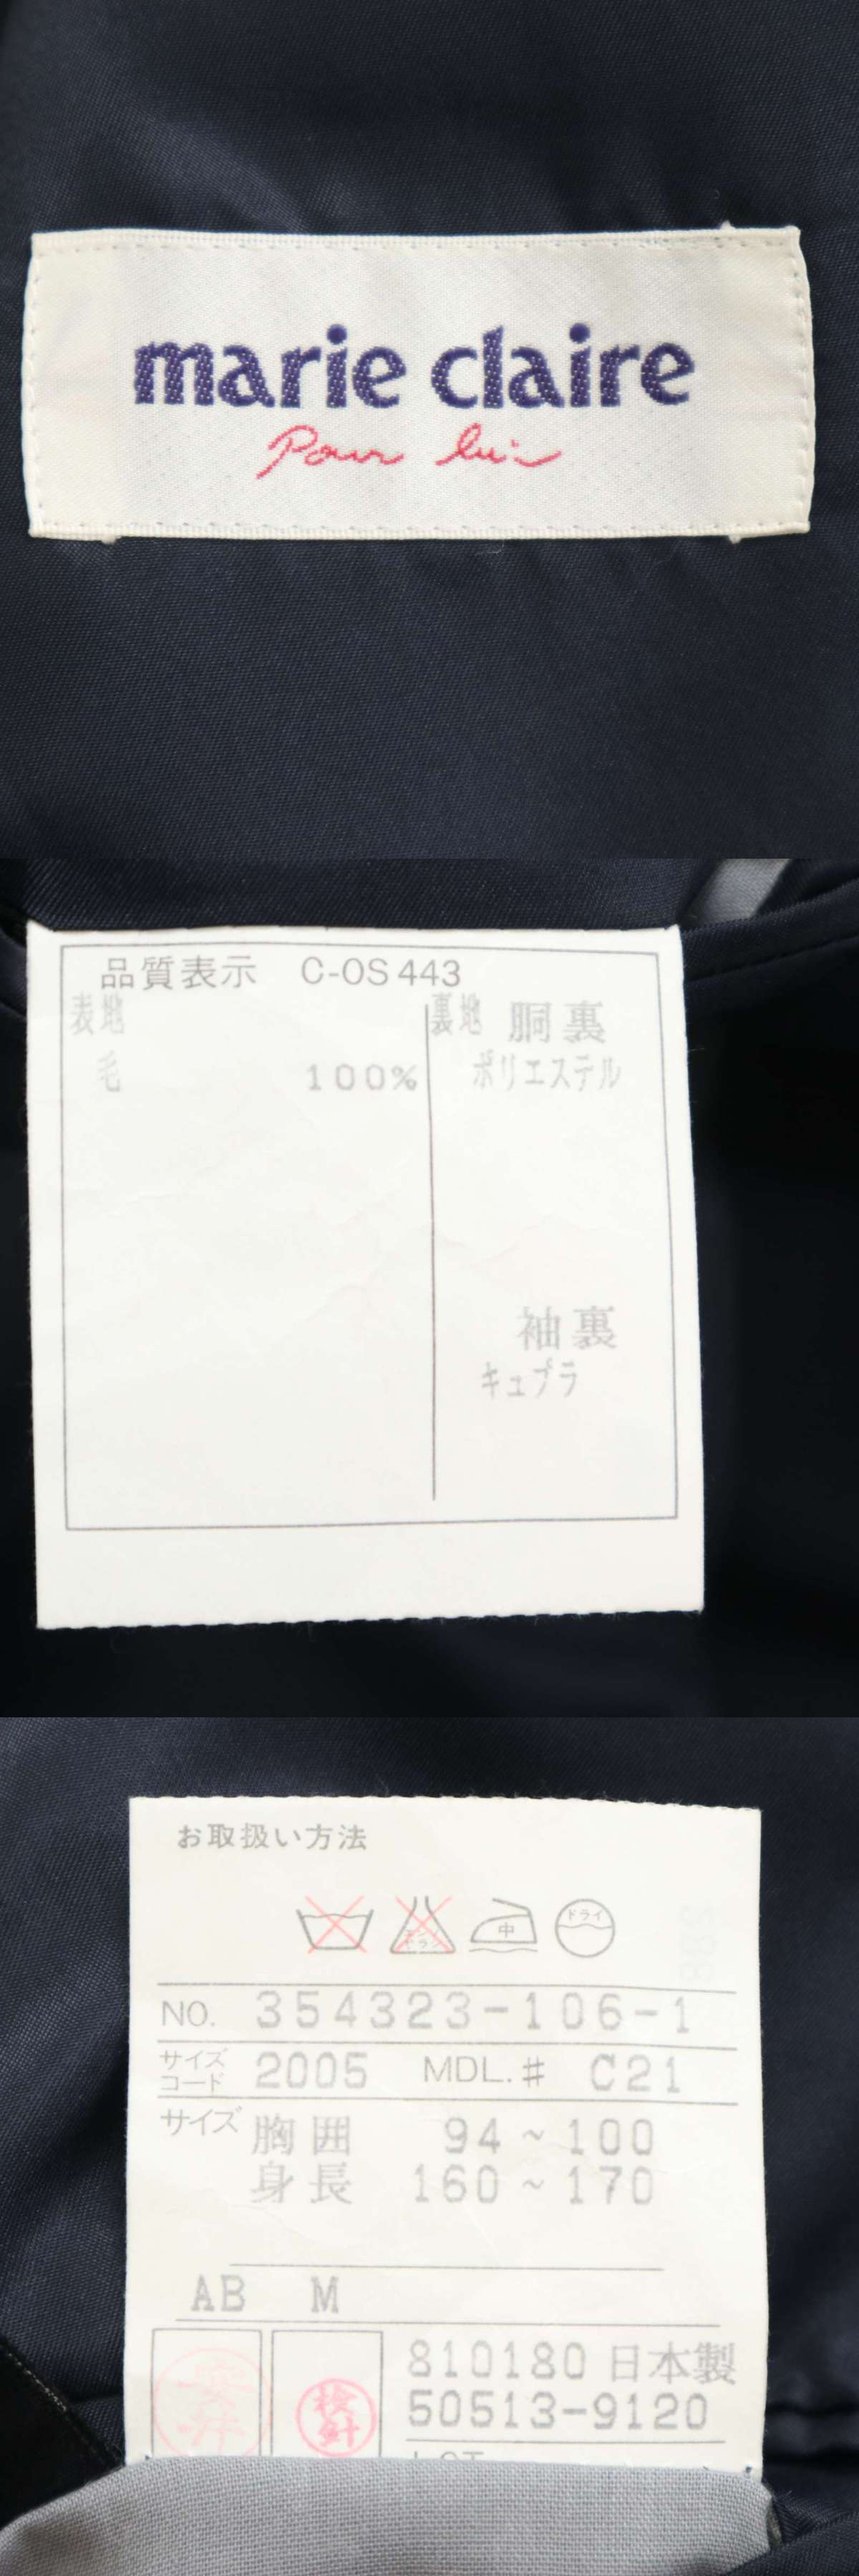 marie claire
Pour lui
品質表示 C-0S 443
表地 裏地 胴裏
毛 100% ポリエステル
袖裏
キュプラ
お取扱い方法
中 ドライ
NO. 354323-106-1
サイズコード 2005 MDL.# C21
サイズ 胸囲 94~100
身長 160~170
AB M
検針
810180 日本製
50513-9120